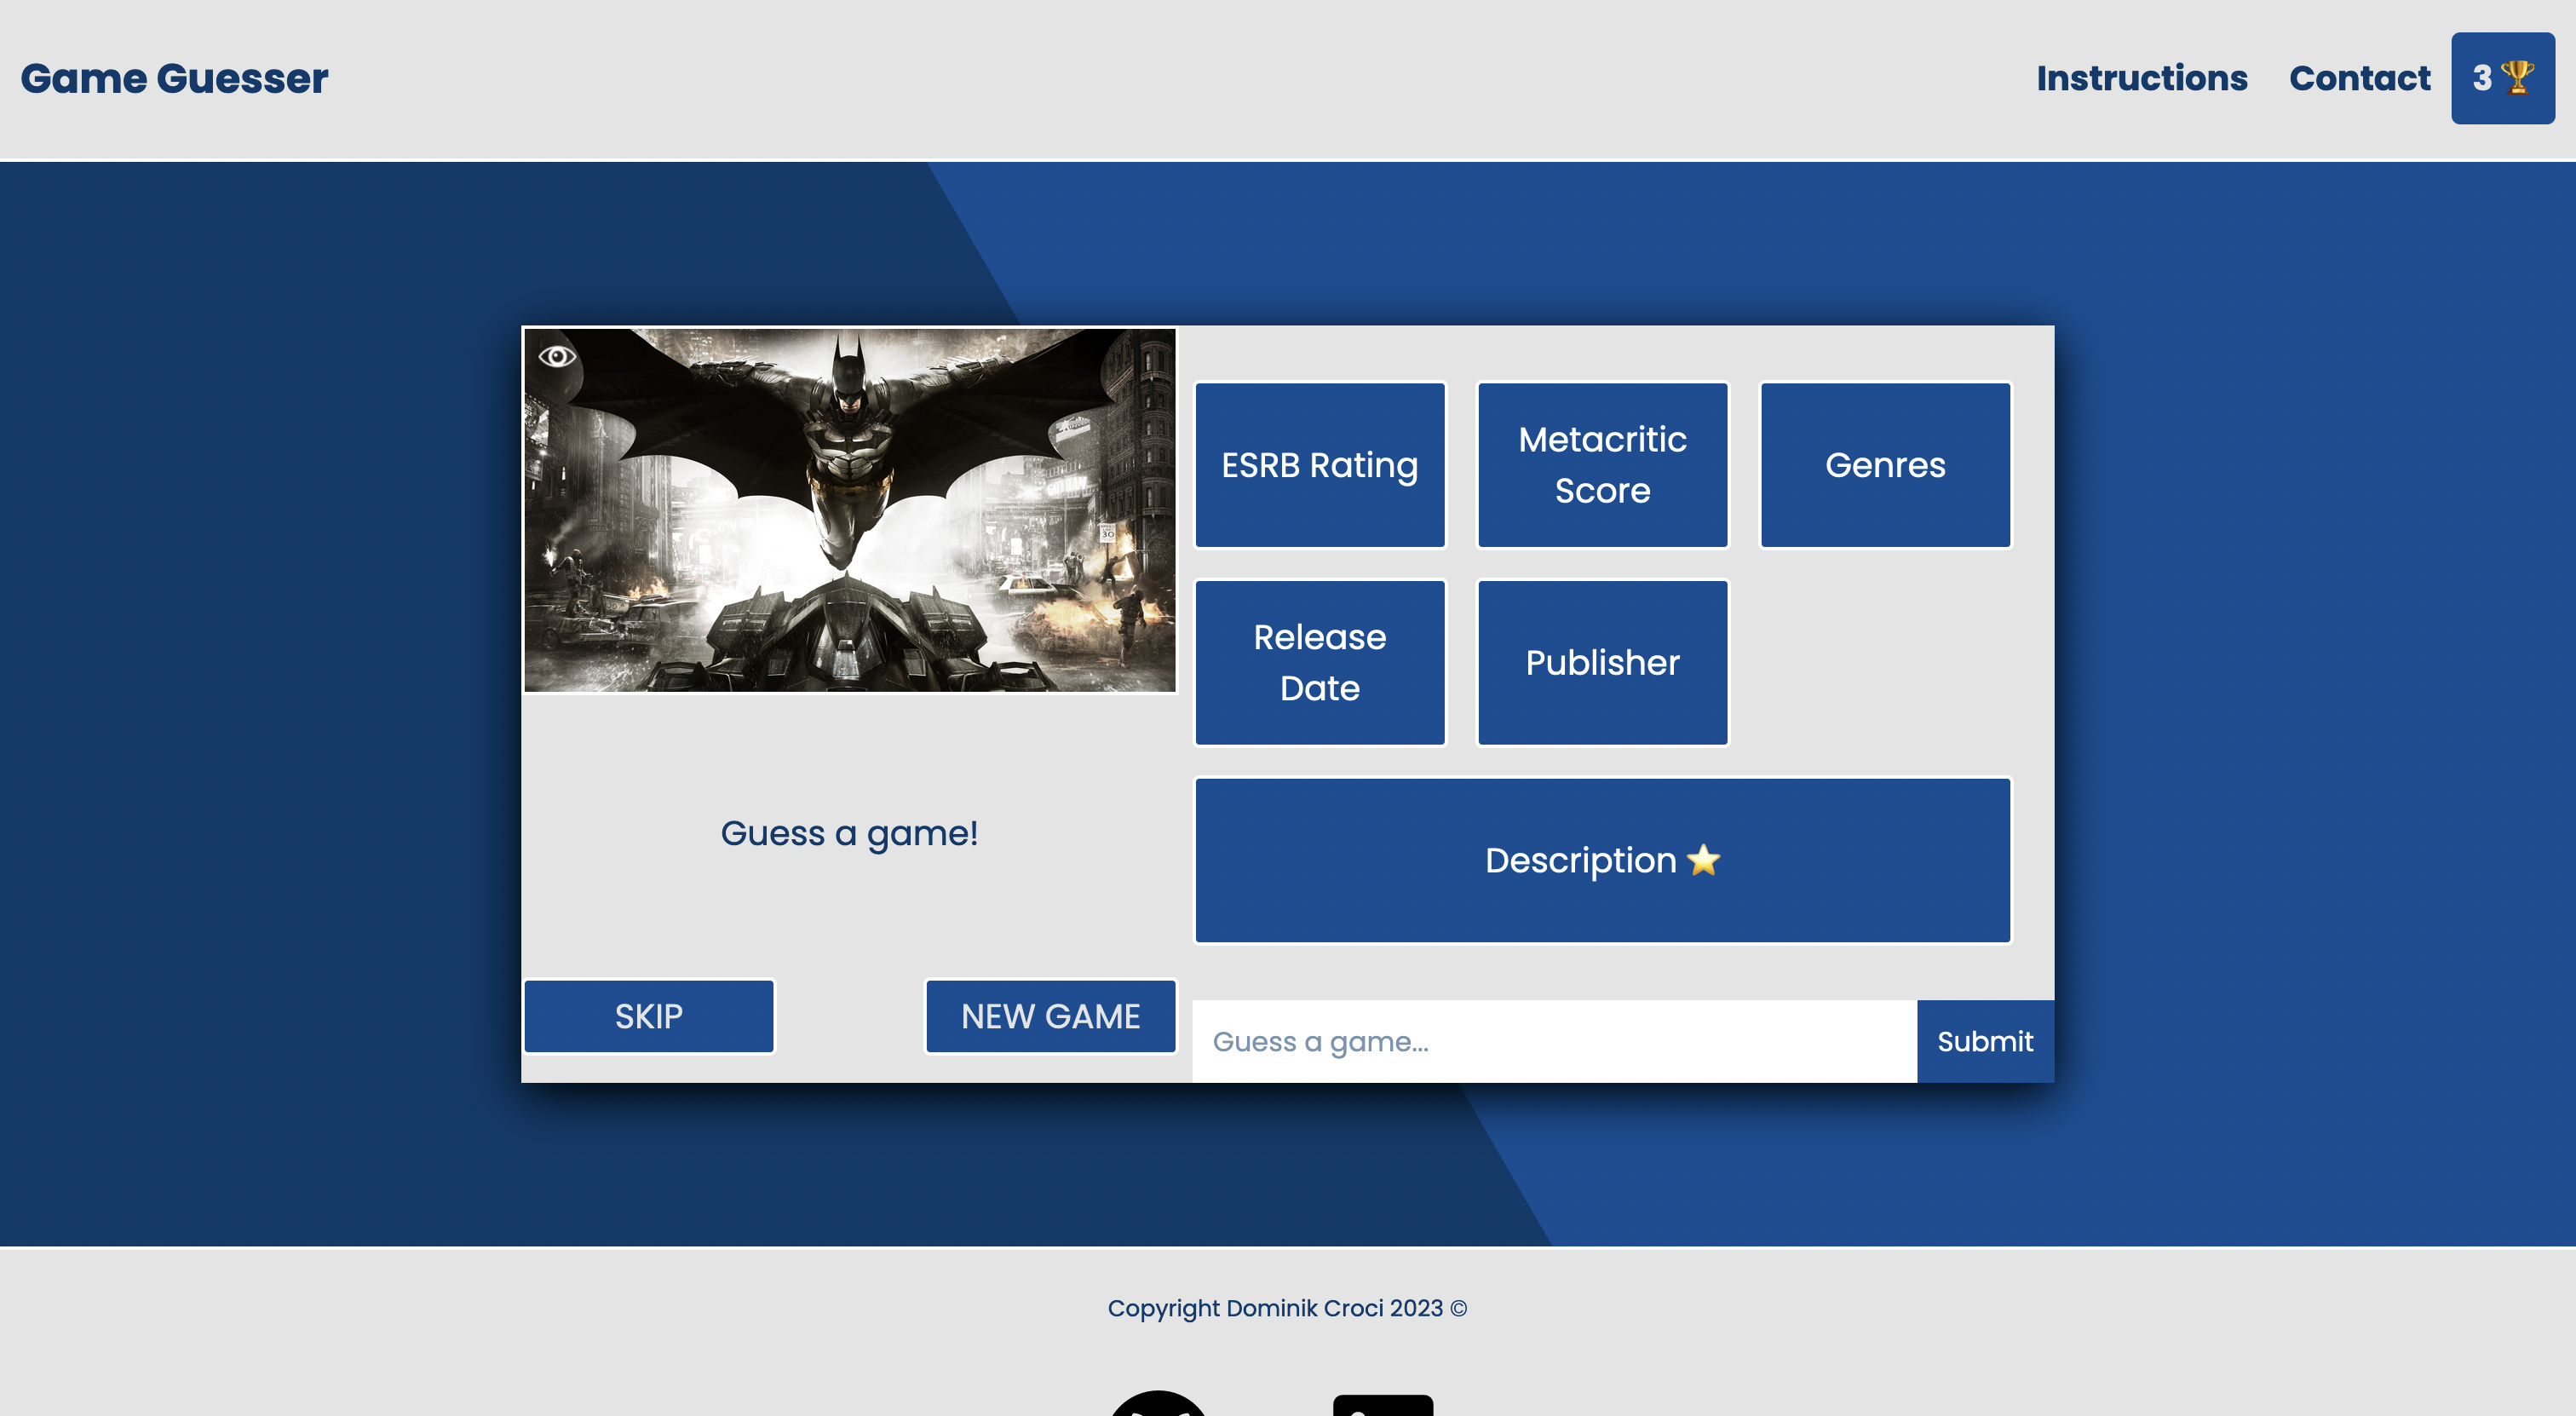 Game Guesser
Instructions
Contact
3
30
ESRB Rating
Metacritic
Score
Genres
Release
Date
Publisher
Description
Guess a game!
SKIP
NEW GAME
Guess a game...
Submit
Copyright Dominik Croci 2023 ©